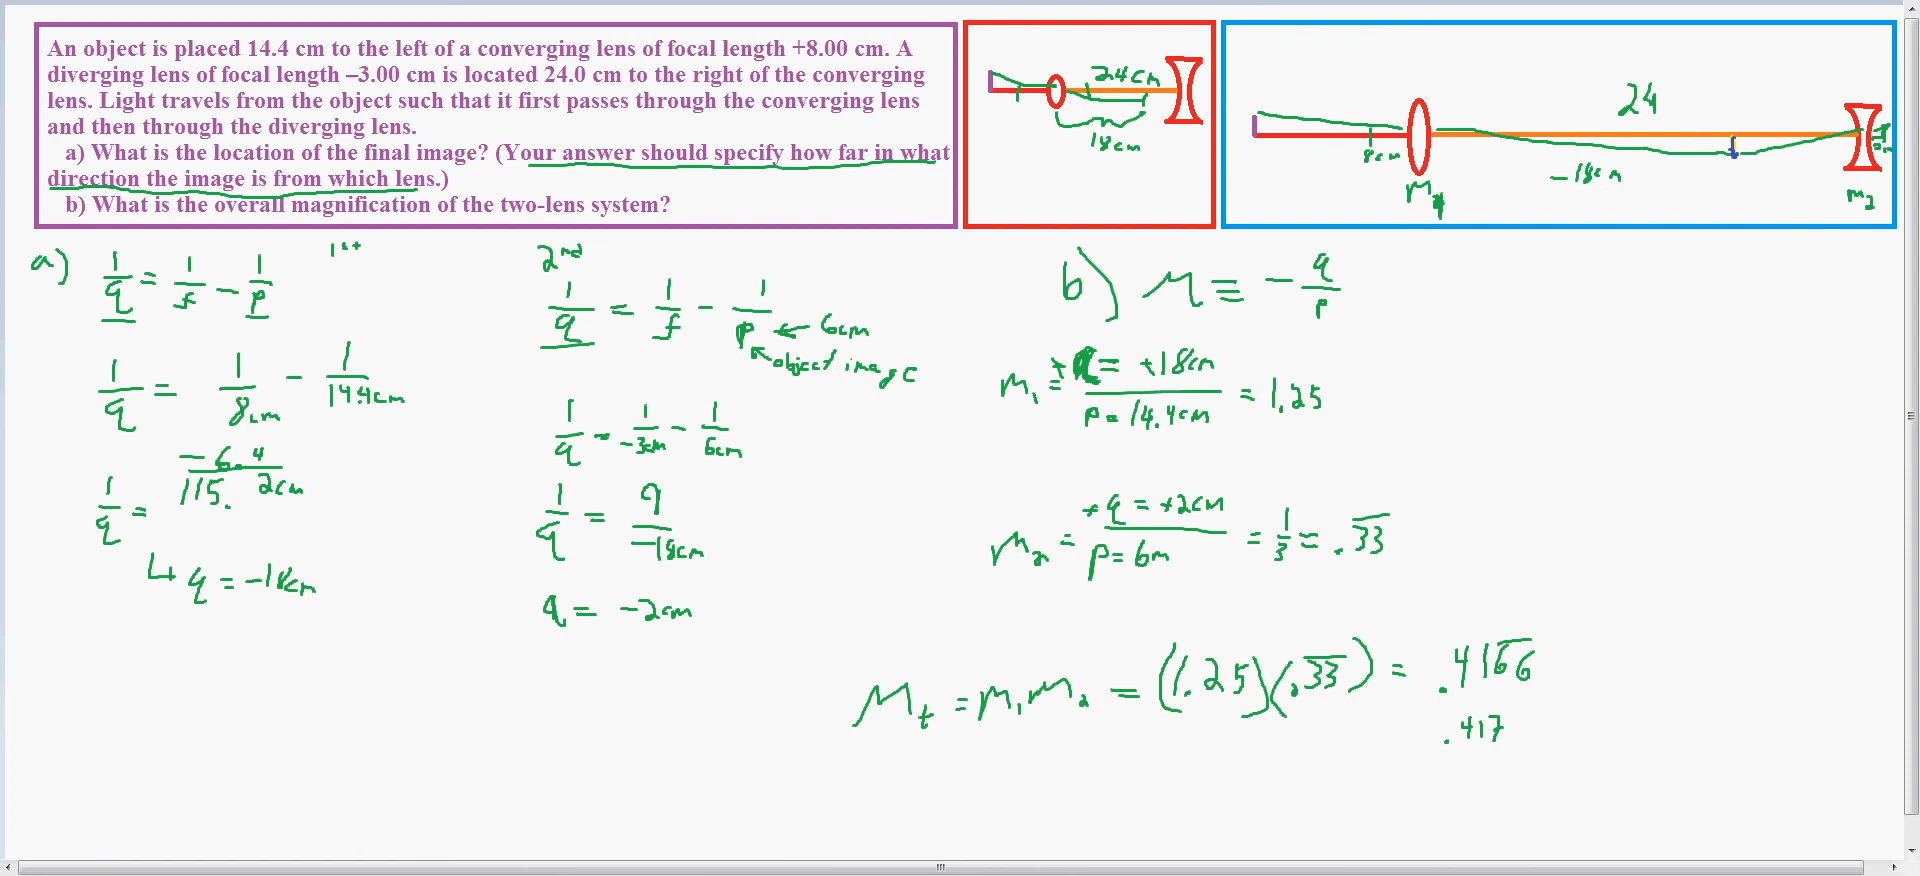 An object is placed 14.4 cm to the left of a converging lens of focal length +8.00 cm. A
diverging lens of focal length –3.00 cm is located 24.0 cm to the right of the converging
lens. Light travels from the object such that it first passes through the converging lens
and then through the diverging lens.
a) What is the location of the final image? (Your answer should specify how far in what
direction the image is from which lens.)
b) What is the overall magnification of the two-lens system?
24cm
18cm
24
8cm
-18cm
M1
m2
a) 1/q = 1/f - 1/p
1st
1/q = 1/8cm - 1/14.4cm
1/q = -6.4/115.2cm
↳ q = -18cm
2nd
1/q = 1/f - 1/p ← 6cm
↖ object image
1/q = 1/-3cm - 1/6cm
1/q = 9/-18cm
q = -2cm
b) M = - q/p
m1 = +q = +18cm / p = 14.4cm = 1.25
m2 = +q = +2cm / p = 6m = 1/3 = .33
Mt = m1m2 = (1.25)(.33) = .4166
.417